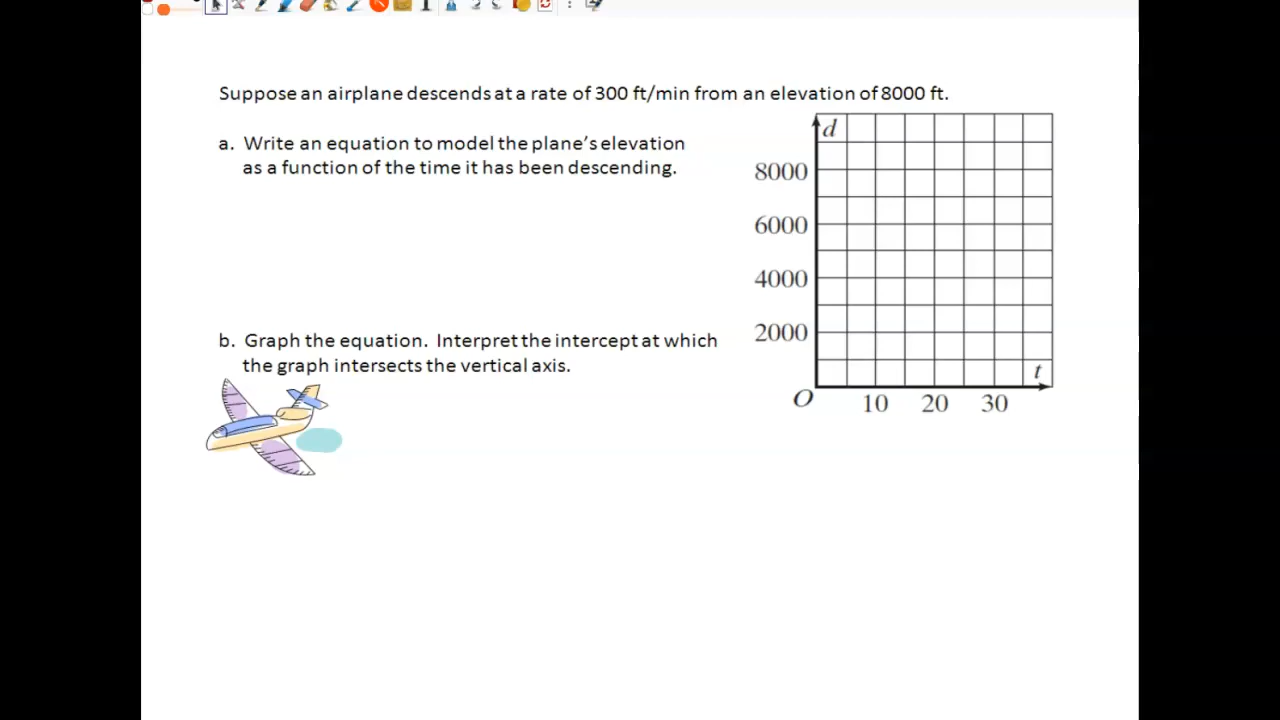 Suppose an airplane descends at a rate of 300 ft/min from an elevation of 8000 ft.
a. Write an equation to model the plane's elevation
as a function of the time it has been descending.
b. Graph the equation. Interpret the intercept at which
the graph intersects the vertical axis.
d
8000
6000
4000
2000
t
O
10 20 30